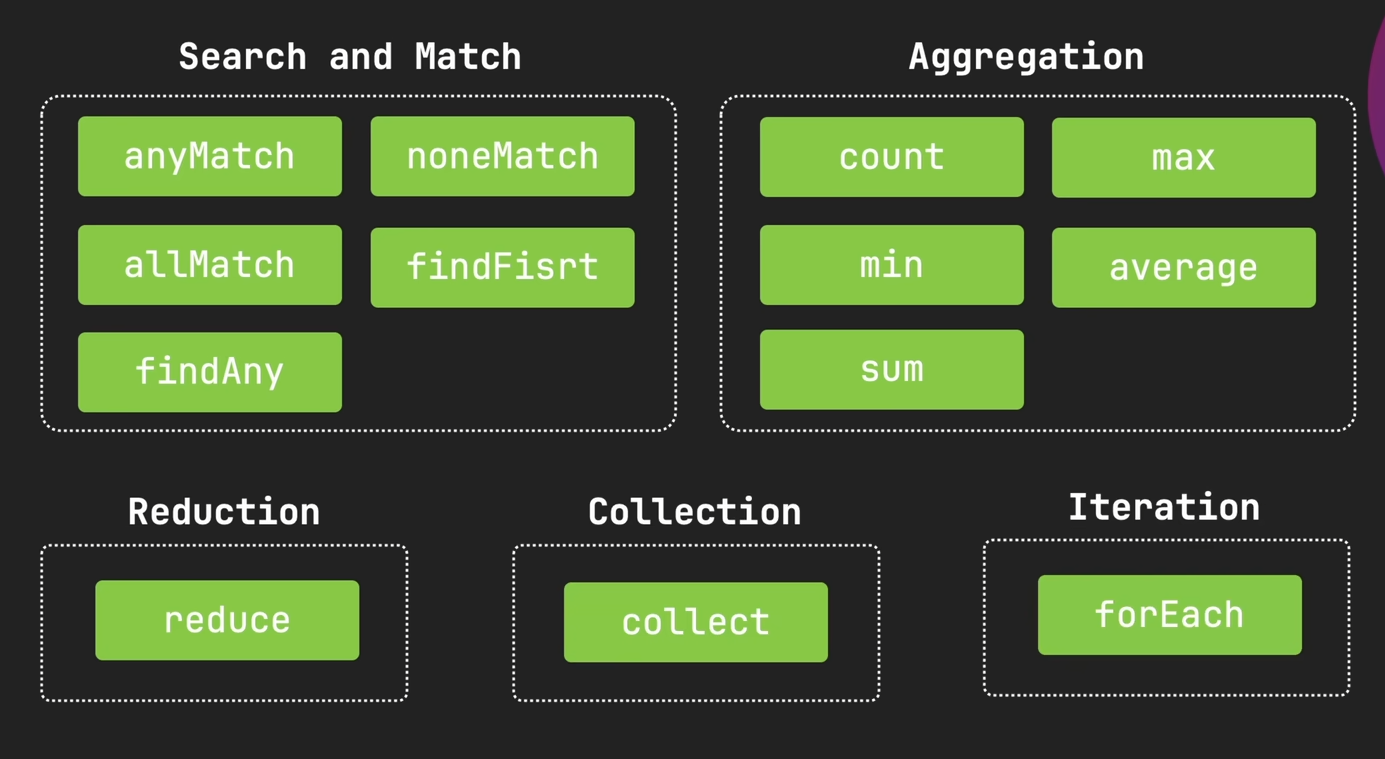 Search and Match
anyMatch
noneMatch
allMatch
findFisrt
findAny
Aggregation
count
max
min
average
sum
Reduction
reduce
Collection
collect
Iteration
forEach